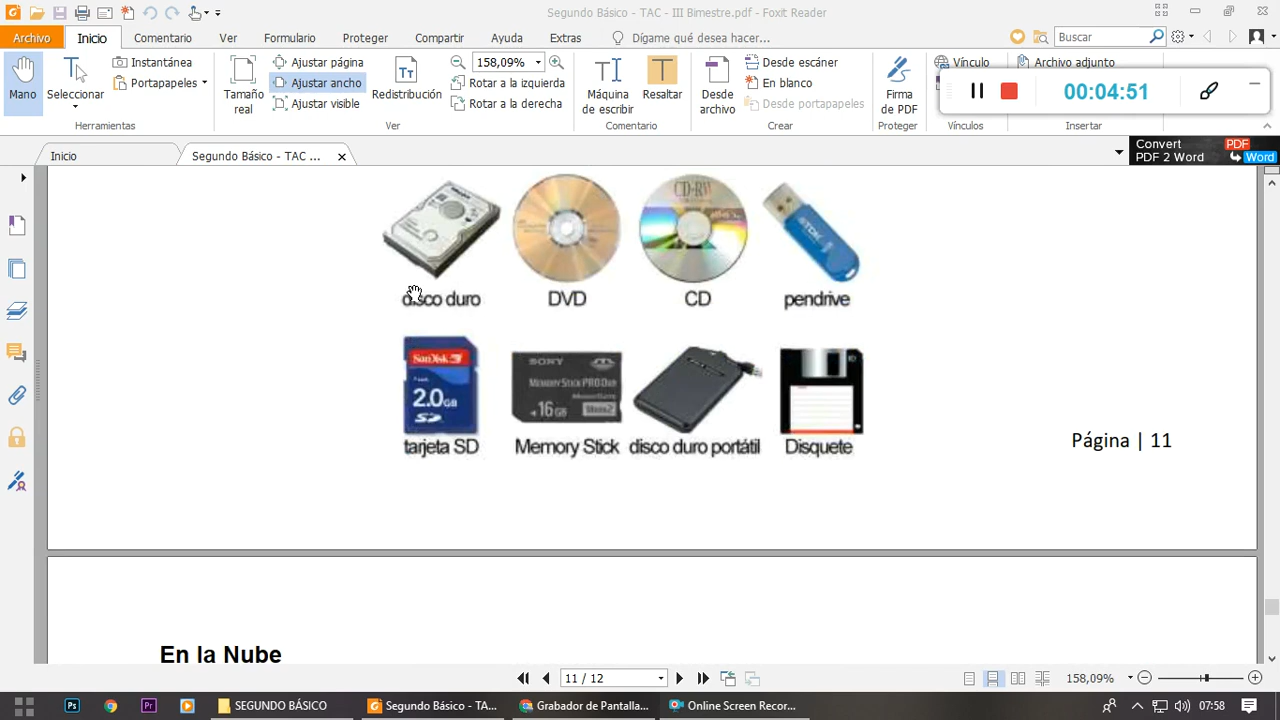 Segundo Básico - TAC - III Bimestre.pdf - Foxit Reader
Archivo Inicio Comentario Ver Formulario Proteger Compartir Ayuda Extras Dígame qué desea hacer... Buscar
Mano
Seleccionar
Instantánea
Portapapeles
Herramientas
Tamaño real
Ajustar página
Ajustar ancho
Ajustar visible
Redistribución
Rotar a la izquierda
Rotar a la derecha
158,09%
Ver
Máquina de escribir
Resaltar
Comentario
Desde archivo
Desde escáner
En blanco
Desde portapapeles
Crear
Firma de PDF
Proteger
Vínculo
Vínculos
Archivo adjunto
Insertar
00:04:51
Inicio
Segundo Básico - TAC ...
Convert
PDF 2 Word
PDF
Word
CD-RW
TDK
disco duro DVD CD pendrive
SanDisk
2.0GB
SD
SONY
MEMORY STICK PRO DUO
16GB
tarjeta SD Memory Stick disco duro portátil Disquete
Página | 11
En la Nube
11 / 12
158,09%
Ps
Pr
SEGUNDO BÁSICO
Segundo Básico - TA...
Grabador de Pantalla...
Online Screen Recor...
07:58